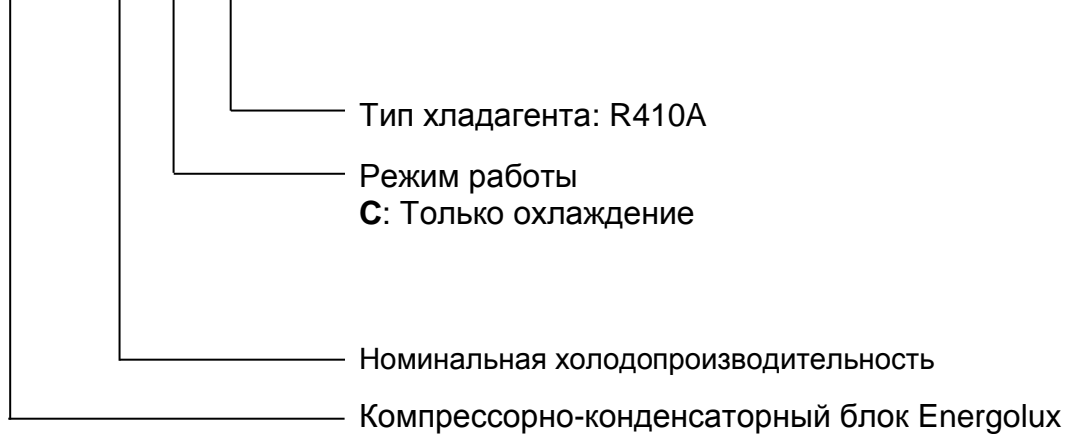 Тип хладагента: R410A
Режим работы
С: Только охлаждение
Номинальная холодопроизводительность
Компрессорно-конденсаторный блок Energolux